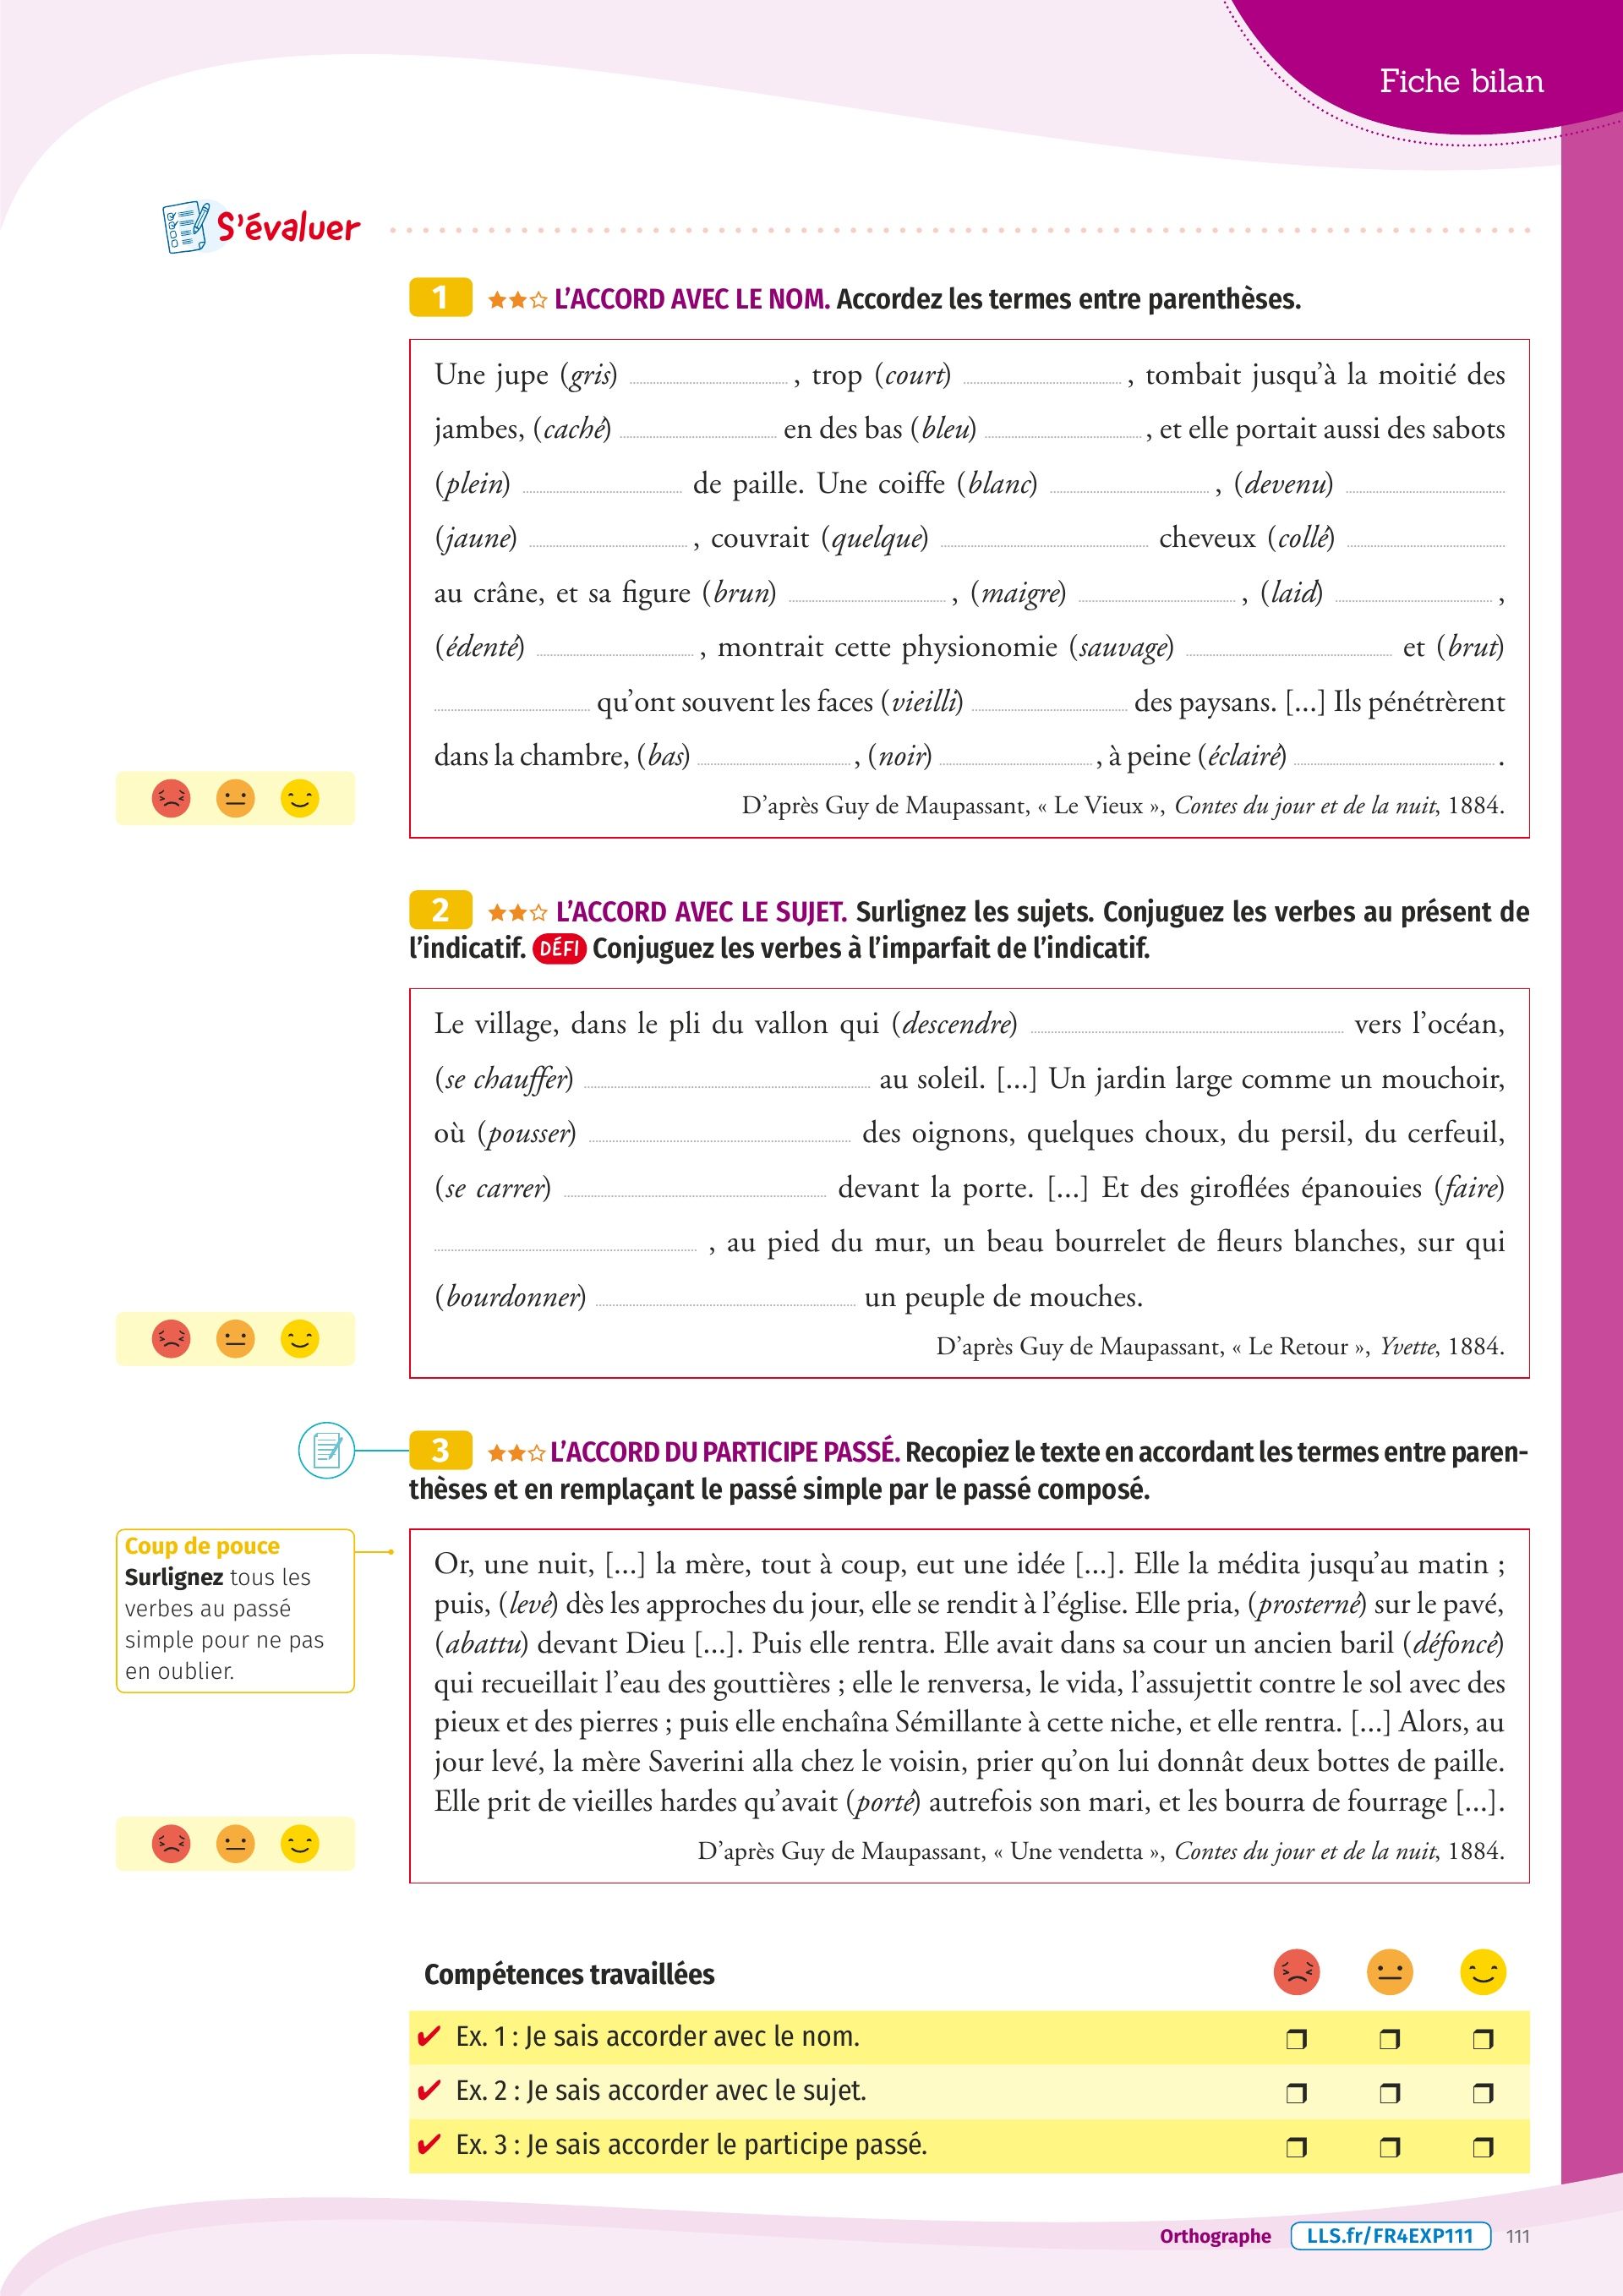 Fiche bilan
S'évaluer
1 L'ACCORD AVEC LE NOM. Accordez les termes entre parenthèses.
Une jupe (gris) ............ , trop (court) ............ , tombait jusqu'à la moitié des
jambes, (caché) ............ en des bas (bleu) ............ , et elle portait aussi des sabots
(plein) ............ de paille. Une coiffe (blanc) ............ , (devenu) ............
(jaune) ............ , couvrait (quelque) ............ cheveux (collé) ............
au crâne, et sa figure (brun) ............ , (maigre) ............ , (laid) ............ ,
(édenté) ............ , montrait cette physionomie (sauvage) ............ et (brut)
............ qu'ont souvent les faces (vieilli) ............ des paysans. [...] Ils pénétrèrent
dans la chambre, (bas) ............ , (noir) ............ , à peine (éclairé) ............ .
D'après Guy de Maupassant, « Le Vieux », Contes du jour et de la nuit, 1884.
2 L'ACCORD AVEC LE SUJET. Surlignez les sujets. Conjuguez les verbes au présent de
l'indicatif. DÉFI Conjuguez les verbes à l'imparfait de l'indicatif.
Le village, dans le pli du vallon qui (descendre) ............ vers l'océan,
(se chauffer) ............ au soleil. [...] Un jardin large comme un mouchoir,
où (pousser) ............ des oignons, quelques choux, du persil, du cerfeuil,
(se carrer) ............ devant la porte. [...] Et des giroflées épanouies (faire)
............ , au pied du mur, un beau bourrelet de fleurs blanches, sur qui
(bourdonner) ............ un peuple de mouches.
D'après Guy de Maupassant, « Le Retour », Yvette, 1884.
3 L'ACCORD DU PARTICIPE PASSÉ. Recopiez le texte en accordant les termes entre paren-
thèses et en remplaçant le passé simple par le passé composé.
Coup de pouce
Surlignez tous les
verbes au passé
simple pour ne pas
en oublier.
Or, une nuit, [...] la mère, tout à coup, eut une idée [...]. Elle la médita jusqu'au matin ;
puis, (levé) dès les approches du jour, elle se rendit à l'église. Elle pria, (prosterné) sur le pavé,
(abattu) devant Dieu [...]. Puis elle rentra. Elle avait dans sa cour un ancien baril (défoncé)
qui recueillait l'eau des gouttières ; elle le renversa, le vida, l'assujettit contre le sol avec des
pieux et des pierres ; puis elle enchaîna Sémillante à cette niche, et elle rentra. [...] Alors, au
jour levé, la mère Saverini alla chez le voisin, prier qu'on lui donnât deux bottes de paille.
Elle prit de vieilles hardes qu'avait (porté) autrefois son mari, et les bourra de fourrage [...].
D'après Guy de Maupassant, « Une vendetta », Contes du jour et de la nuit, 1884.
Compétences travaillées
✔ Ex. 1 : Je sais accorder avec le nom.
✔ Ex. 2 : Je sais accorder avec le sujet.
✔ Ex. 3 : Je sais accorder le participe passé.
Orthographe LLS.fr/FR4EXP111 111